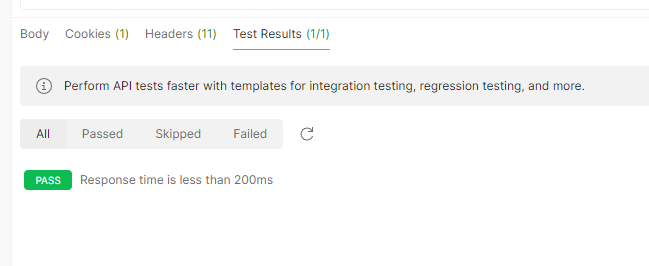 Body Cookies (1) Headers (11) Test Results (1/1)
Perform API tests faster with templates for integration testing, regression testing, and more.
All Passed Skipped Failed
PASS Response time is less than 200ms